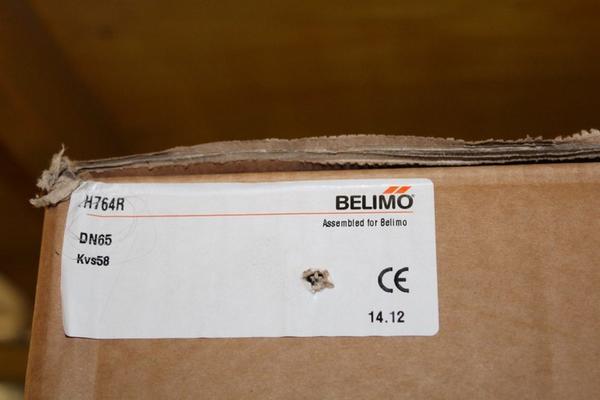 H764R
BELIMO
Assembled for Belimo
DN65
Kvs58
CE
14.12